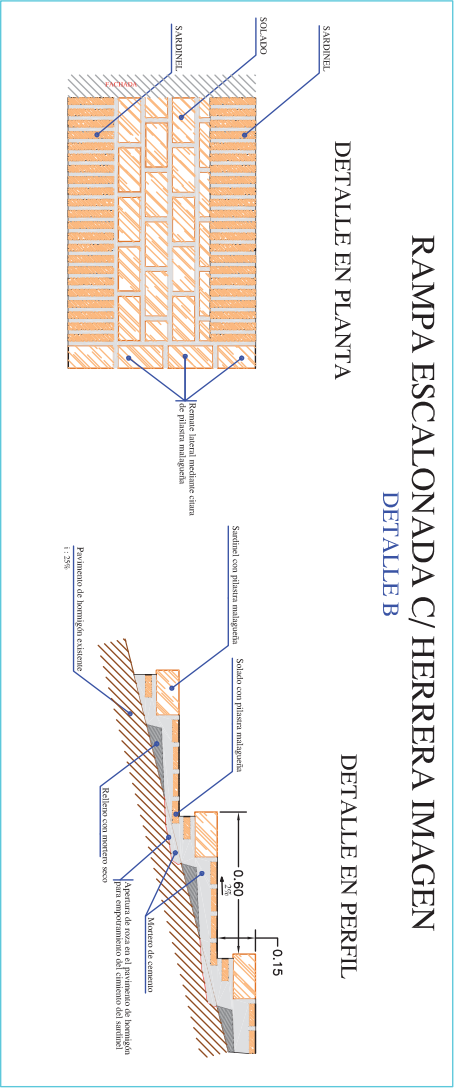 RAMPA ESCALONADA C/ HERRERA IMAGEN
DETALLE B
DETALLE EN PLANTA
SARDINEL
SOLADO
SARDINEL
FACHADA
Remate lateral mediante citara
de pilastra malagueña
DETALLE EN PERFIL
Sardinel con pilastra malagueña
Solado con pilastra malagueña
0.15
0.60
2%
Pavimento de hormigón existente
i : 25%
Relleno con mortero seco
Mortero de cemento
Apertura de roza en el pavimento de hormigón
para empotramiento del cimiento del sardinel